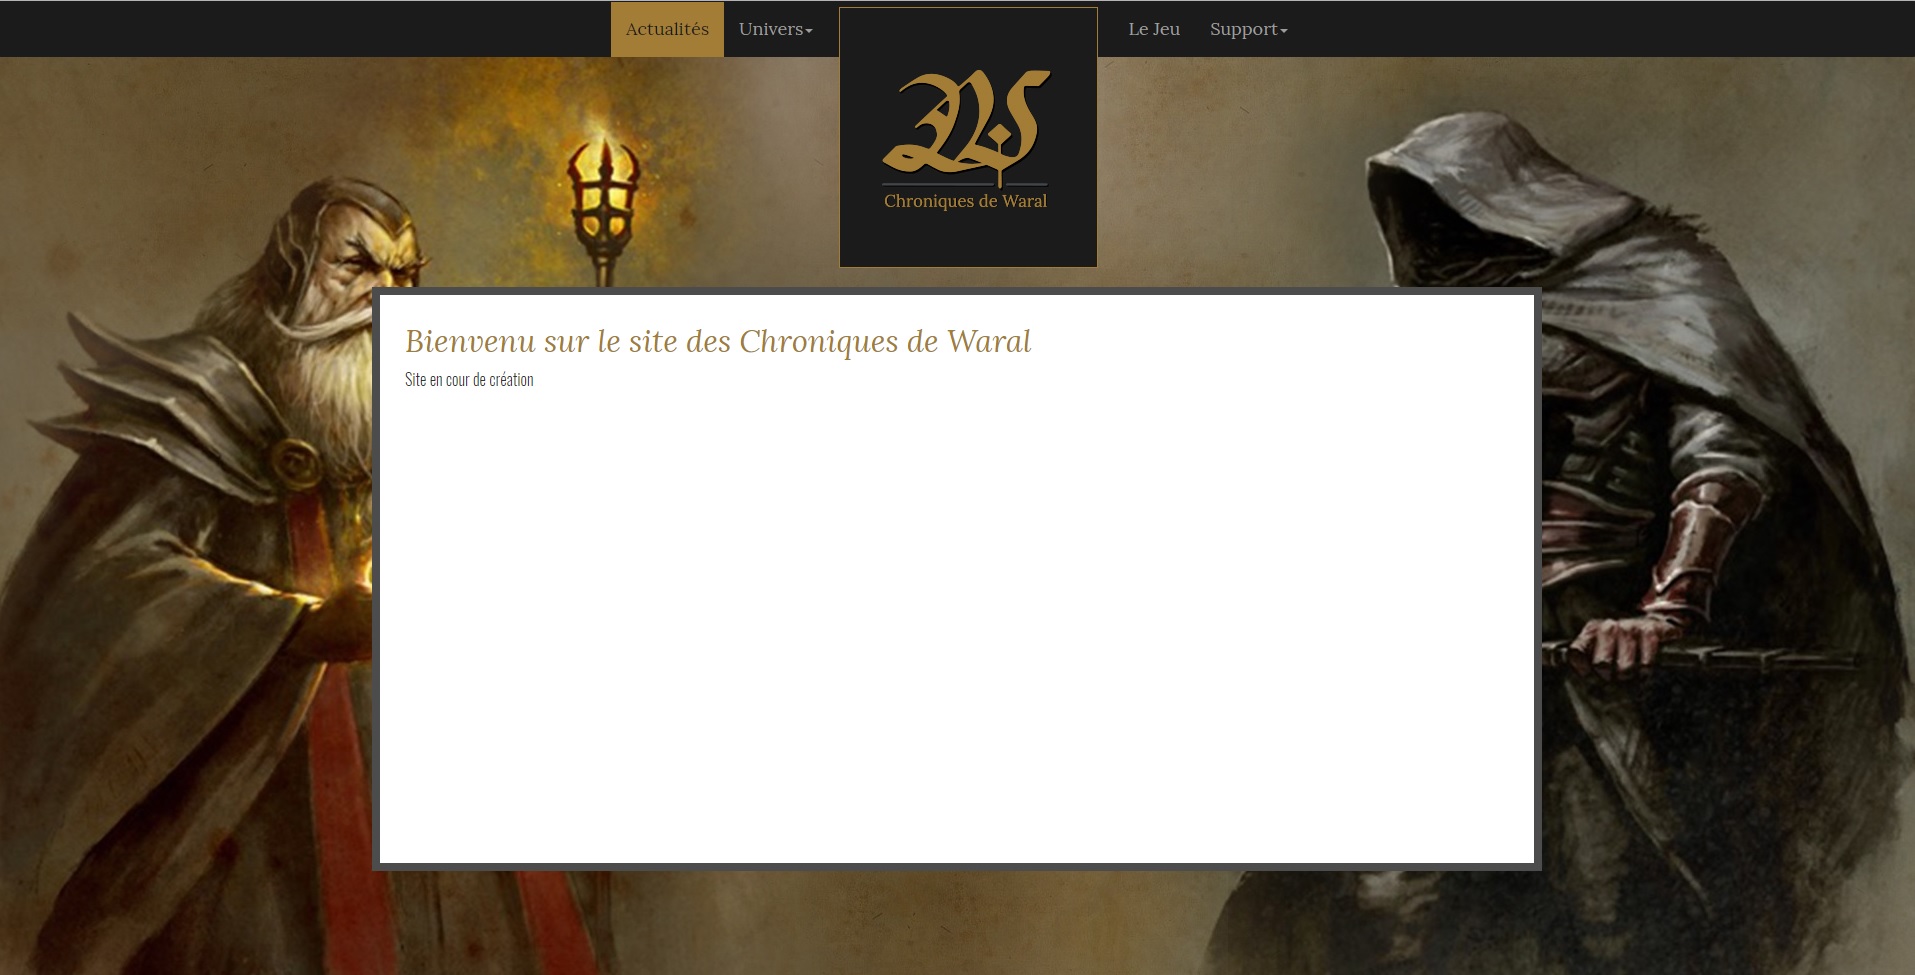 Actualités
Univers
Le Jeu
Support
Chroniques de Waral
Bienvenu sur le site des Chroniques de Waral
Site en cour de création